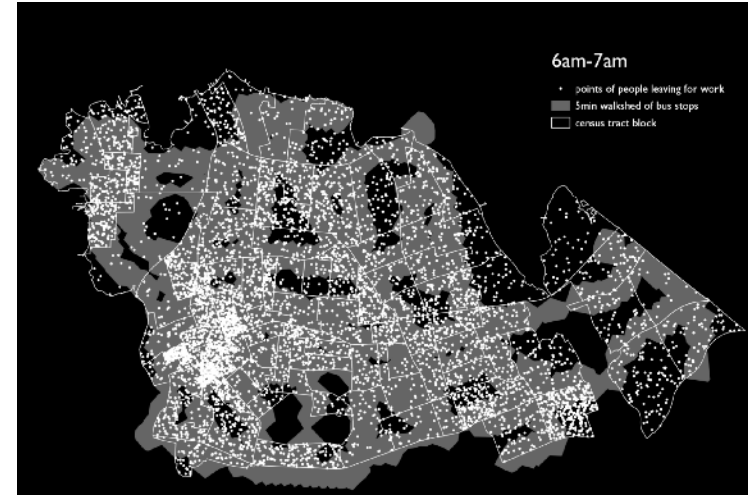 6am-7am
points of people leaving for work
5min walkshed of bus stops
census tract block